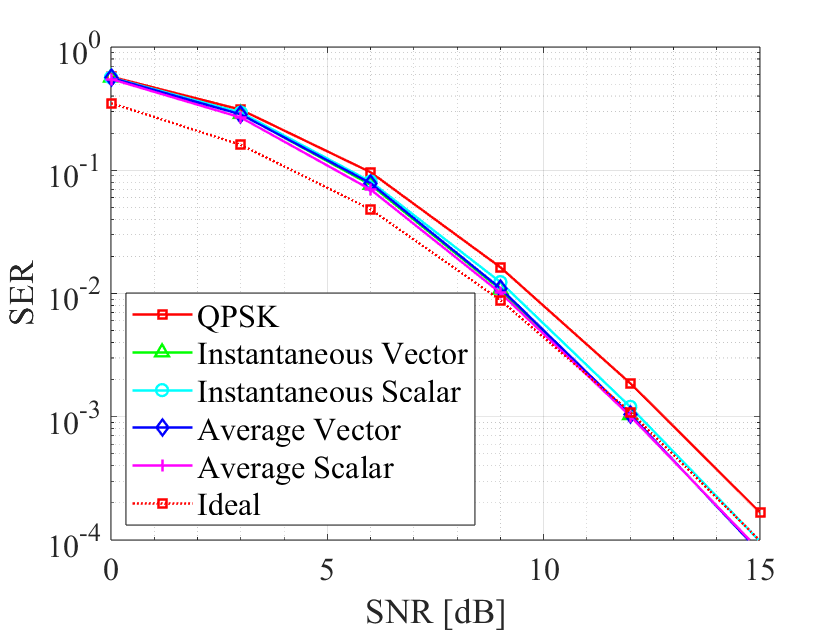 10^0
10^-1
10^-2
10^-3
10^-4
SER
QPSK
Instantaneous Vector
Instantaneous Scalar
Average Vector
Average Scalar
Ideal
0 5 10 15
SNR [dB]